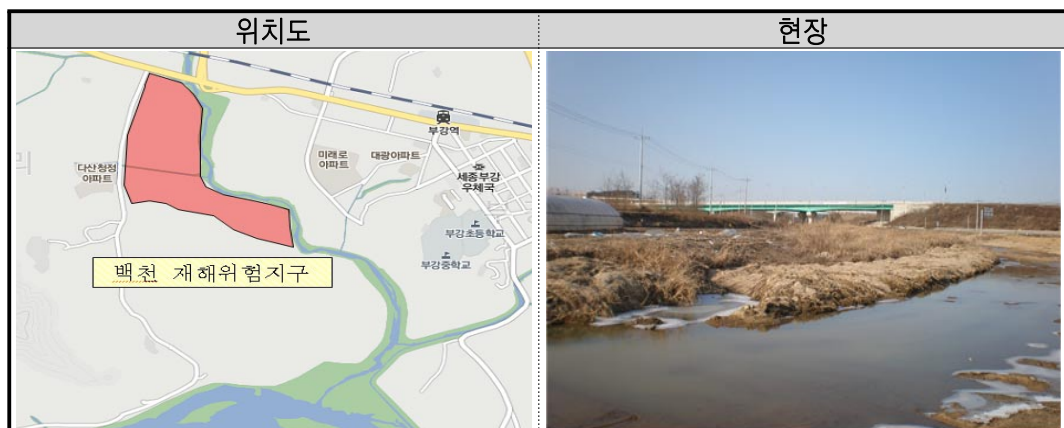 위치도
현장
부강역
미래로
아파트
대광아파트
다산청정
아파트
세종부강
우체국
부강초등학교
부강중학교
백천 재해위험지구